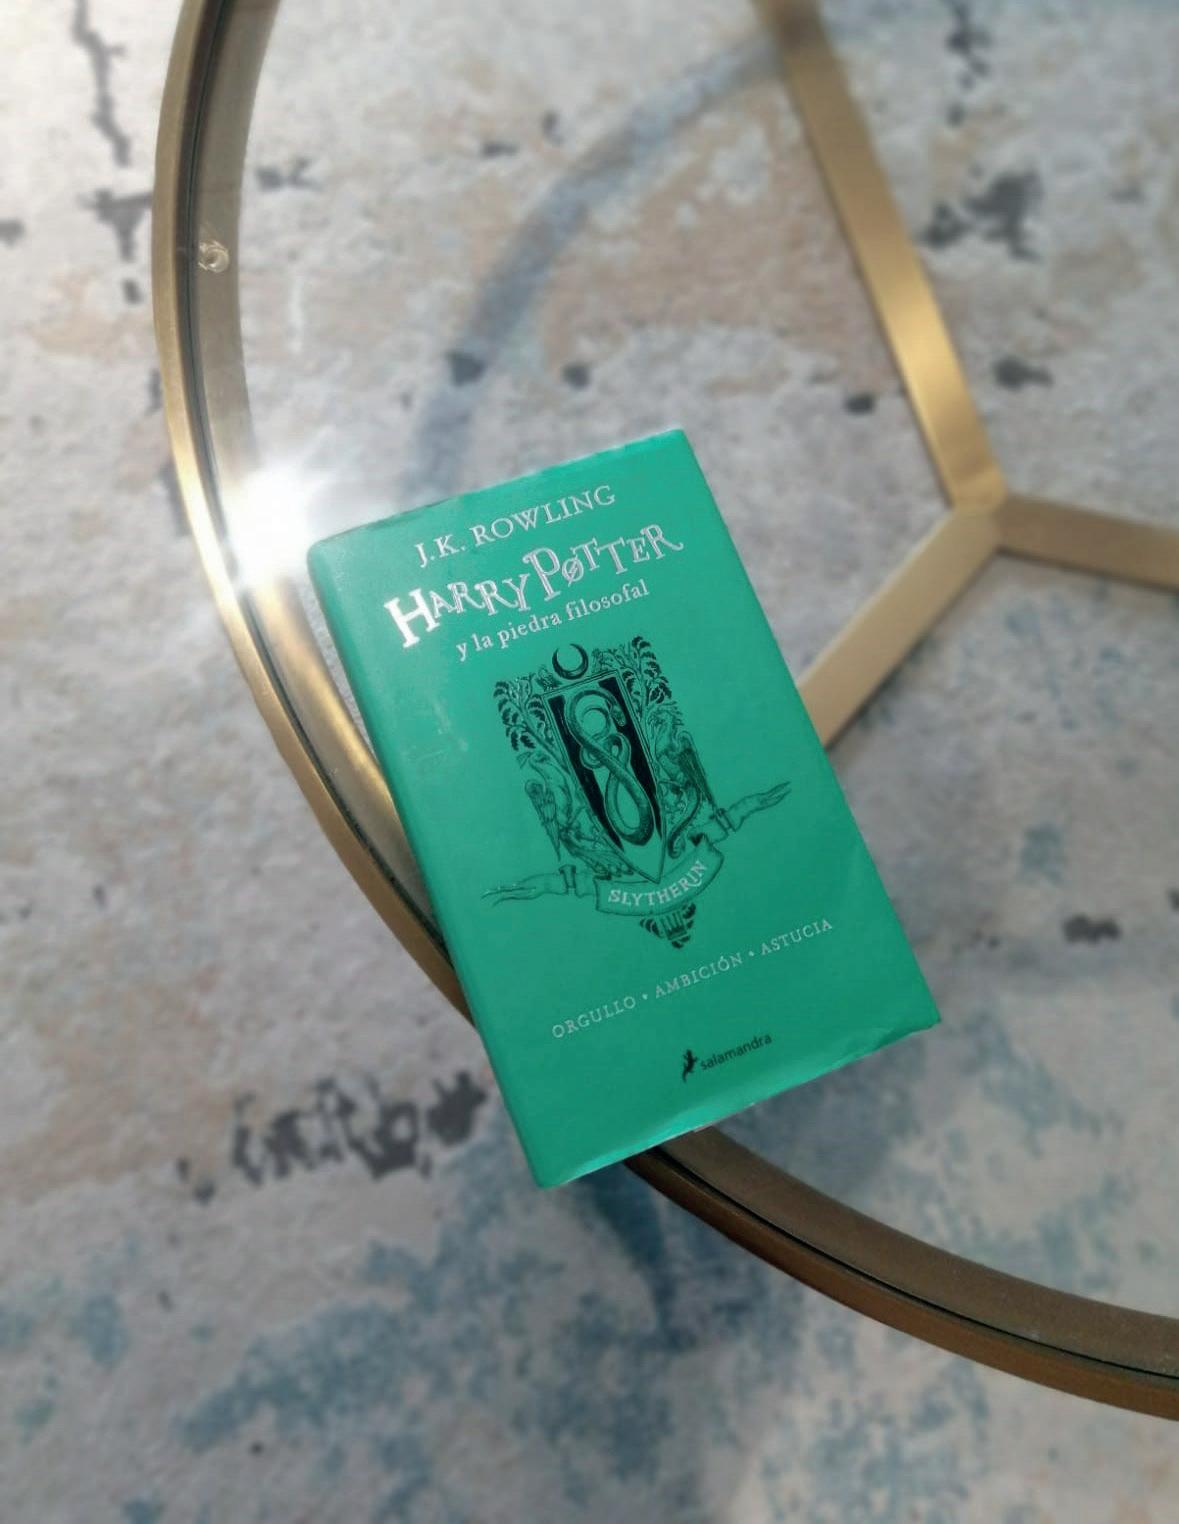 J.K. ROWLING
HARRY POTTER
y la piedra filosofal
SLYTHERIN
ORGULLO • AMBICIÓN • ASTUCIA
salamandra